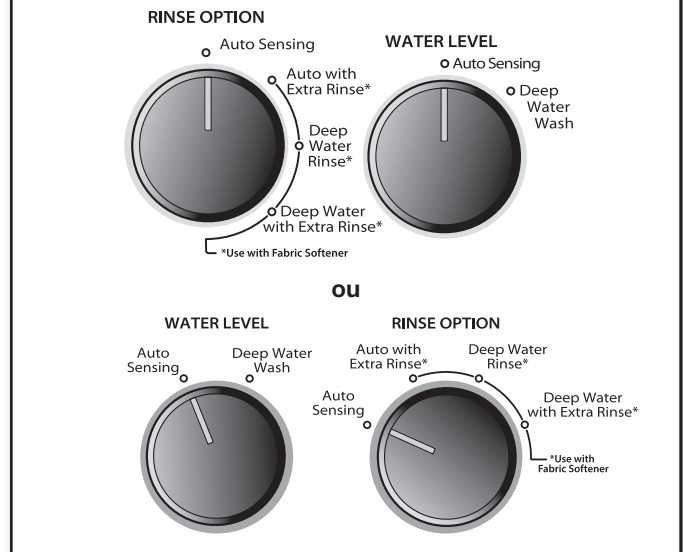 RINSE OPTION
Auto Sensing
Auto with
Extra Rinse*
Deep
Water
Rinse*
Deep Water
with Extra Rinse*
*Use with Fabric Softener
WATER LEVEL
Auto Sensing
Deep
Water
Wash
ou
WATER LEVEL
Auto
Sensing
Deep Water
Wash
RINSE OPTION
Auto
Sensing
Auto with
Extra Rinse*
Deep Water
Rinse*
Deep Water
with Extra Rinse*
*Use with
Fabric Softener